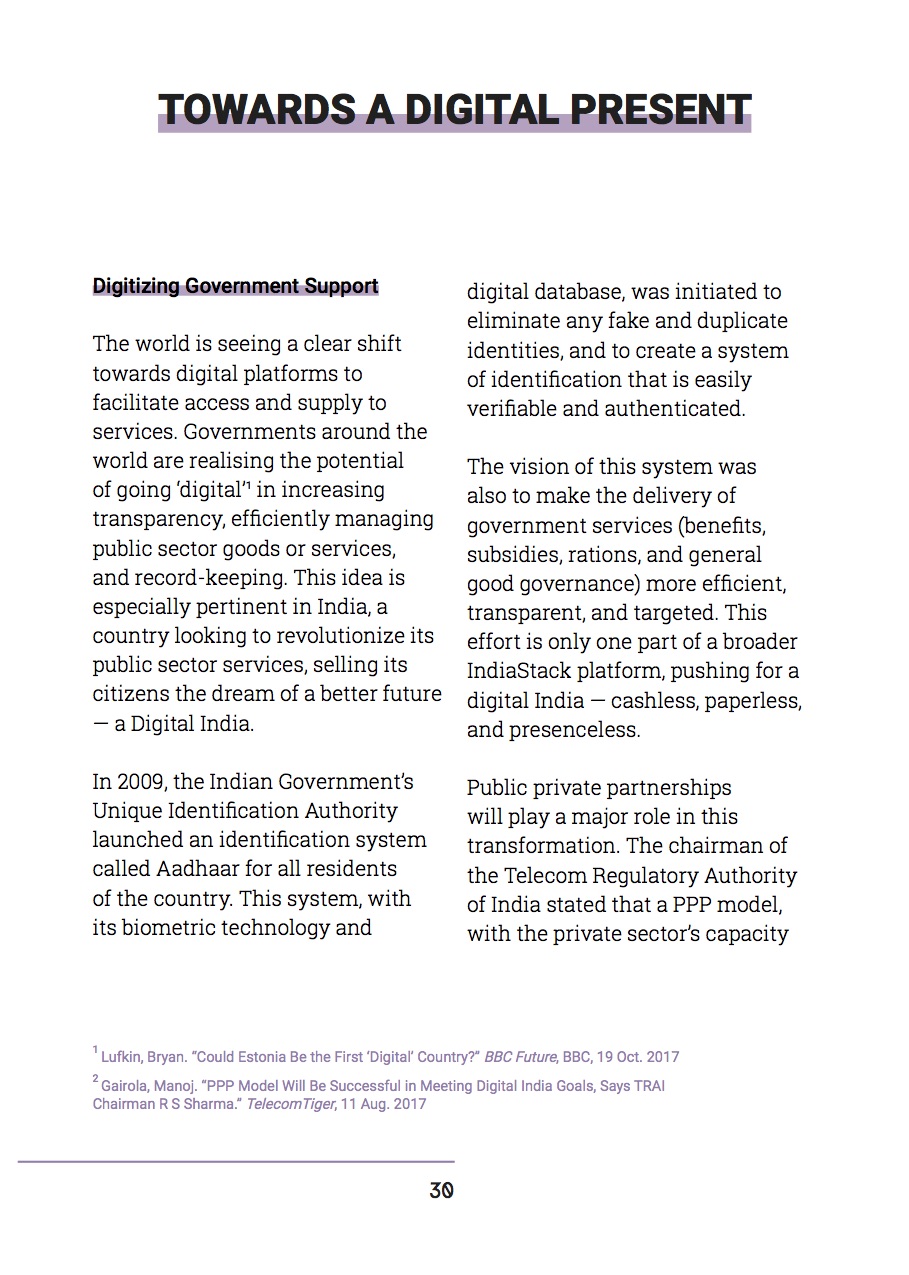 TOWARDS A DIGITAL PRESENT
Digitizing Government Support
The world is seeing a clear shift
towards digital platforms to
facilitate access and supply to
services. Governments around the
world are realising the potential
of going ‘digital’¹ in increasing
transparency, efficiently managing
public sector goods or services,
and record-keeping. This idea is
especially pertinent in India, a
country looking to revolutionize its
public sector services, selling its
citizens the dream of a better future
— a Digital India.
In 2009, the Indian Government’s
Unique Identification Authority
launched an identification system
called Aadhaar for all residents
of the country. This system, with
its biometric technology and
digital database, was initiated to
eliminate any fake and duplicate
identities, and to create a system
of identification that is easily
verifiable and authenticated.
The vision of this system was
also to make the delivery of
government services (benefits,
subsidies, rations, and general
good governance) more efficient,
transparent, and targeted. This
effort is only one part of a broader
IndiaStack platform, pushing for a
digital India — cashless, paperless,
and presenceless.
Public private partnerships
will play a major role in this
transformation. The chairman of
the Telecom Regulatory Authority
of India stated that a PPP model,
with the private sector’s capacity
¹ Lufkin, Bryan. “Could Estonia Be the First ‘Digital’ Country?” BBC Future, BBC, 19 Oct. 2017
² Gairola, Manoj. “PPP Model Will Be Successful in Meeting Digital India Goals, Says TRAI
Chairman R S Sharma.” TelecomTiger, 11 Aug. 2017
30